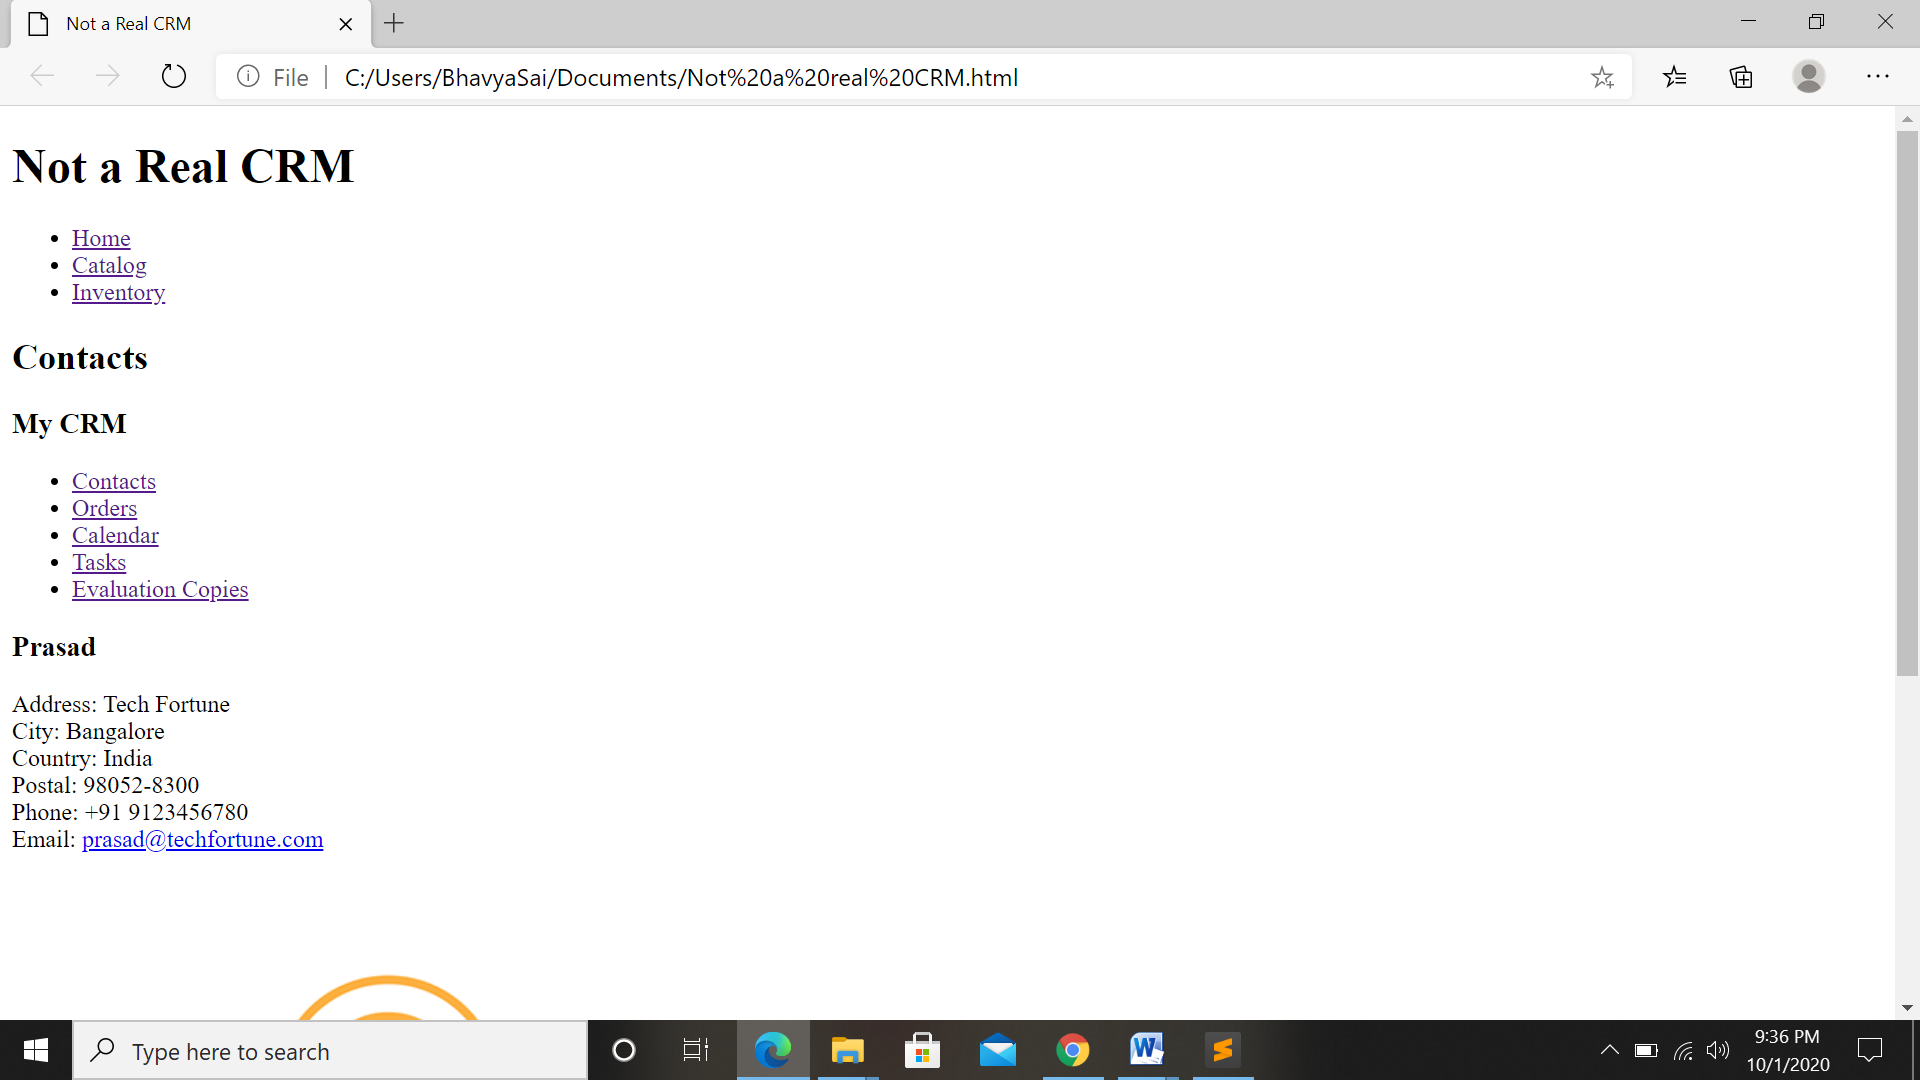 Not a Real CRM
File
C:/Users/BhavyaSai/Documents/Not%20a%20real%20CRM.html
Not a Real CRM
Home
Catalog
Inventory
Contacts
My CRM
Contacts
Orders
Calendar
Tasks
Evaluation Copies
Prasad
Address: Tech Fortune
City: Bangalore
Country: India
Postal: 98052-8300
Phone: +91 9123456780
Email: prasad@techfortune.com
Type here to search
9:36 PM
10/1/2020